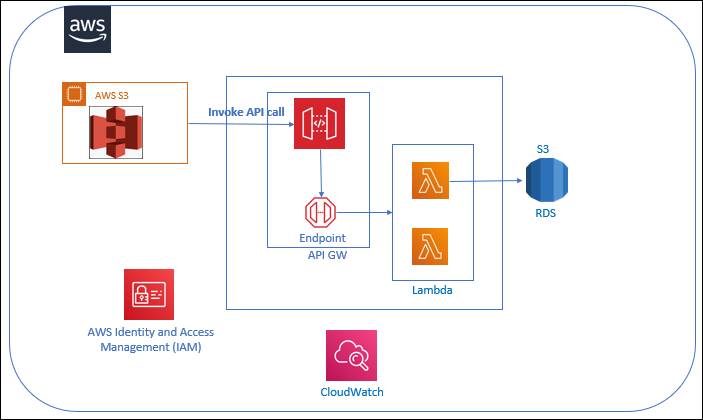 aws
AWS S3
Invoke API call
Endpoint
API GW
Lambda
S3
RDS
AWS Identity and Access
Management (IAM)
CloudWatch